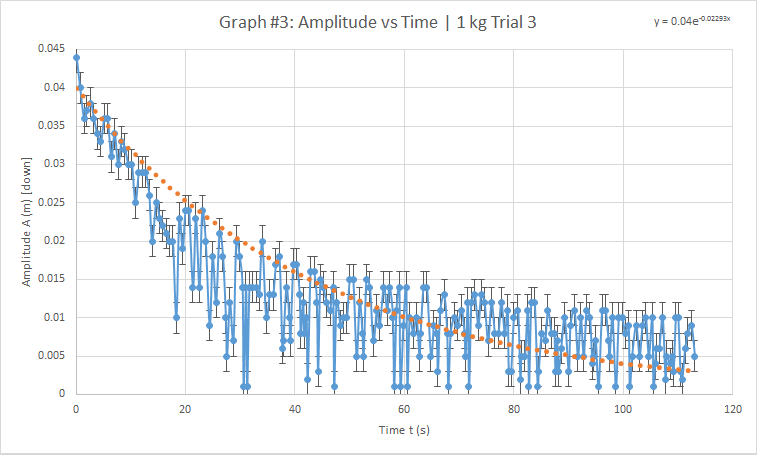 Graph #3: Amplitude vs Time | 1 kg Trial 3
y = 0.04e^-0.02293x
Amplitude A (m) [down]
0.045
0.04
0.035
0.03
0.025
0.02
0.015
0.01
0.005
0
0 20 40 60 80 100 120
Time t (s)